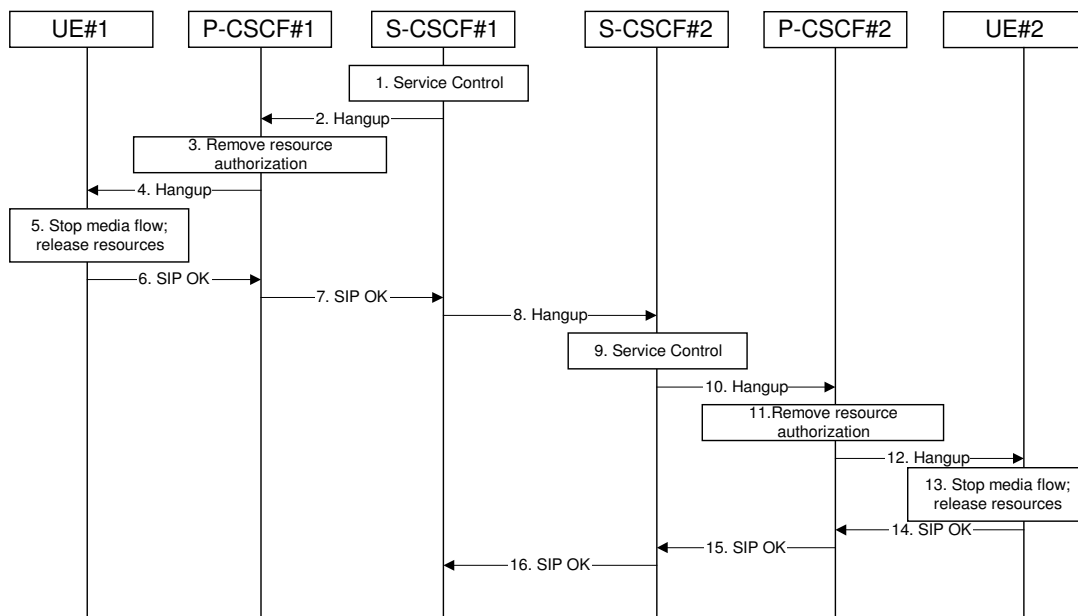 UE#1
P-CSCF#1
S-CSCF#1
S-CSCF#2
P-CSCF#2
UE#2
1. Service Control
2. Hangup
3. Remove resource
authorization
4. Hangup
5. Stop media flow;
release resources
6. SIP OK
7. SIP OK
8. Hangup
9. Service Control
10. Hangup
11.Remove resource
authorization
12. Hangup
13. Stop media flow;
release resources
14. SIP OK
15. SIP OK
16. SIP OK